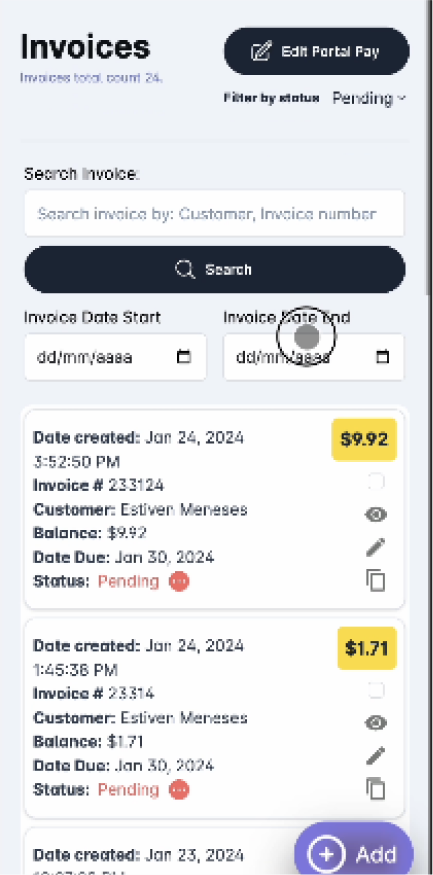 Invoices
Edit Portal Pay
Invoices total count 24.
Filter by status Pending
Search Invoice:
Search invoice by: Customer, Invoice number
Search
Invoice Date Start
Invoice Date End
dd/mm/aaaa
dd/mm/aaaa
Date created: Jan 24, 2024
3:52:50 PM
$9.92
Invoice # 233124
Customer: Estiven Meneses
Balance: $9.92
Date Due: Jan 30, 2024
Status: Pending
Date created: Jan 24, 2024
1:45:38 PM
$1.71
Invoice # 23314
Customer: Estiven Meneses
Balance: $1.71
Date Due: Jan 30, 2024
Status: Pending
Date created: Jan 23, 2024
Add